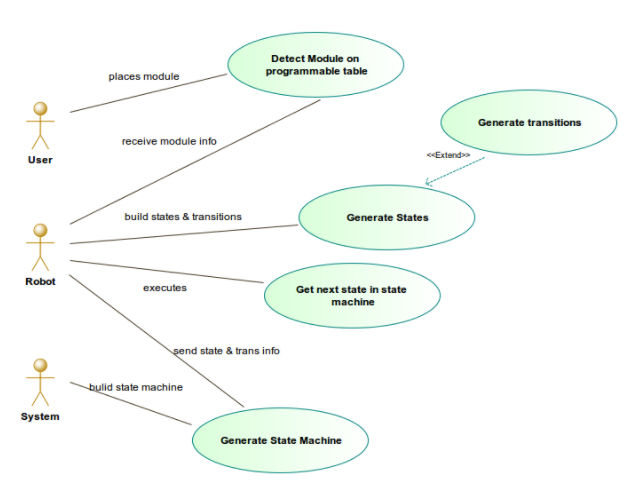 Detect Module on
programmable table
places module
Generate transitions
User
receive module info
<<Extend>>
build states & transitions
Generate States
Robot
executes
Get next state in state
machine
send state & trans info
bulid state machine
System
Generate State Machine